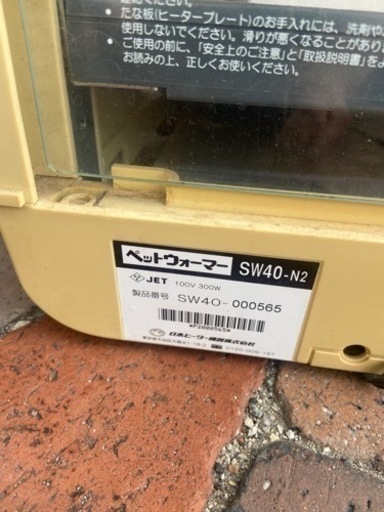 •たな板(ヒータープレート)のお手入れには、洗剤や
使用しないでください。滑りが悪くなることがあり
•ご使用の前に、「安全上のご注意」と「取扱説明書」をよ
お読みの上、正しくお使いください。
ペットウォーマー SW40-N2
JET 100V 300W
製品番号 SW40-000565
*P2000565*
日本ヒーター機器株式会社